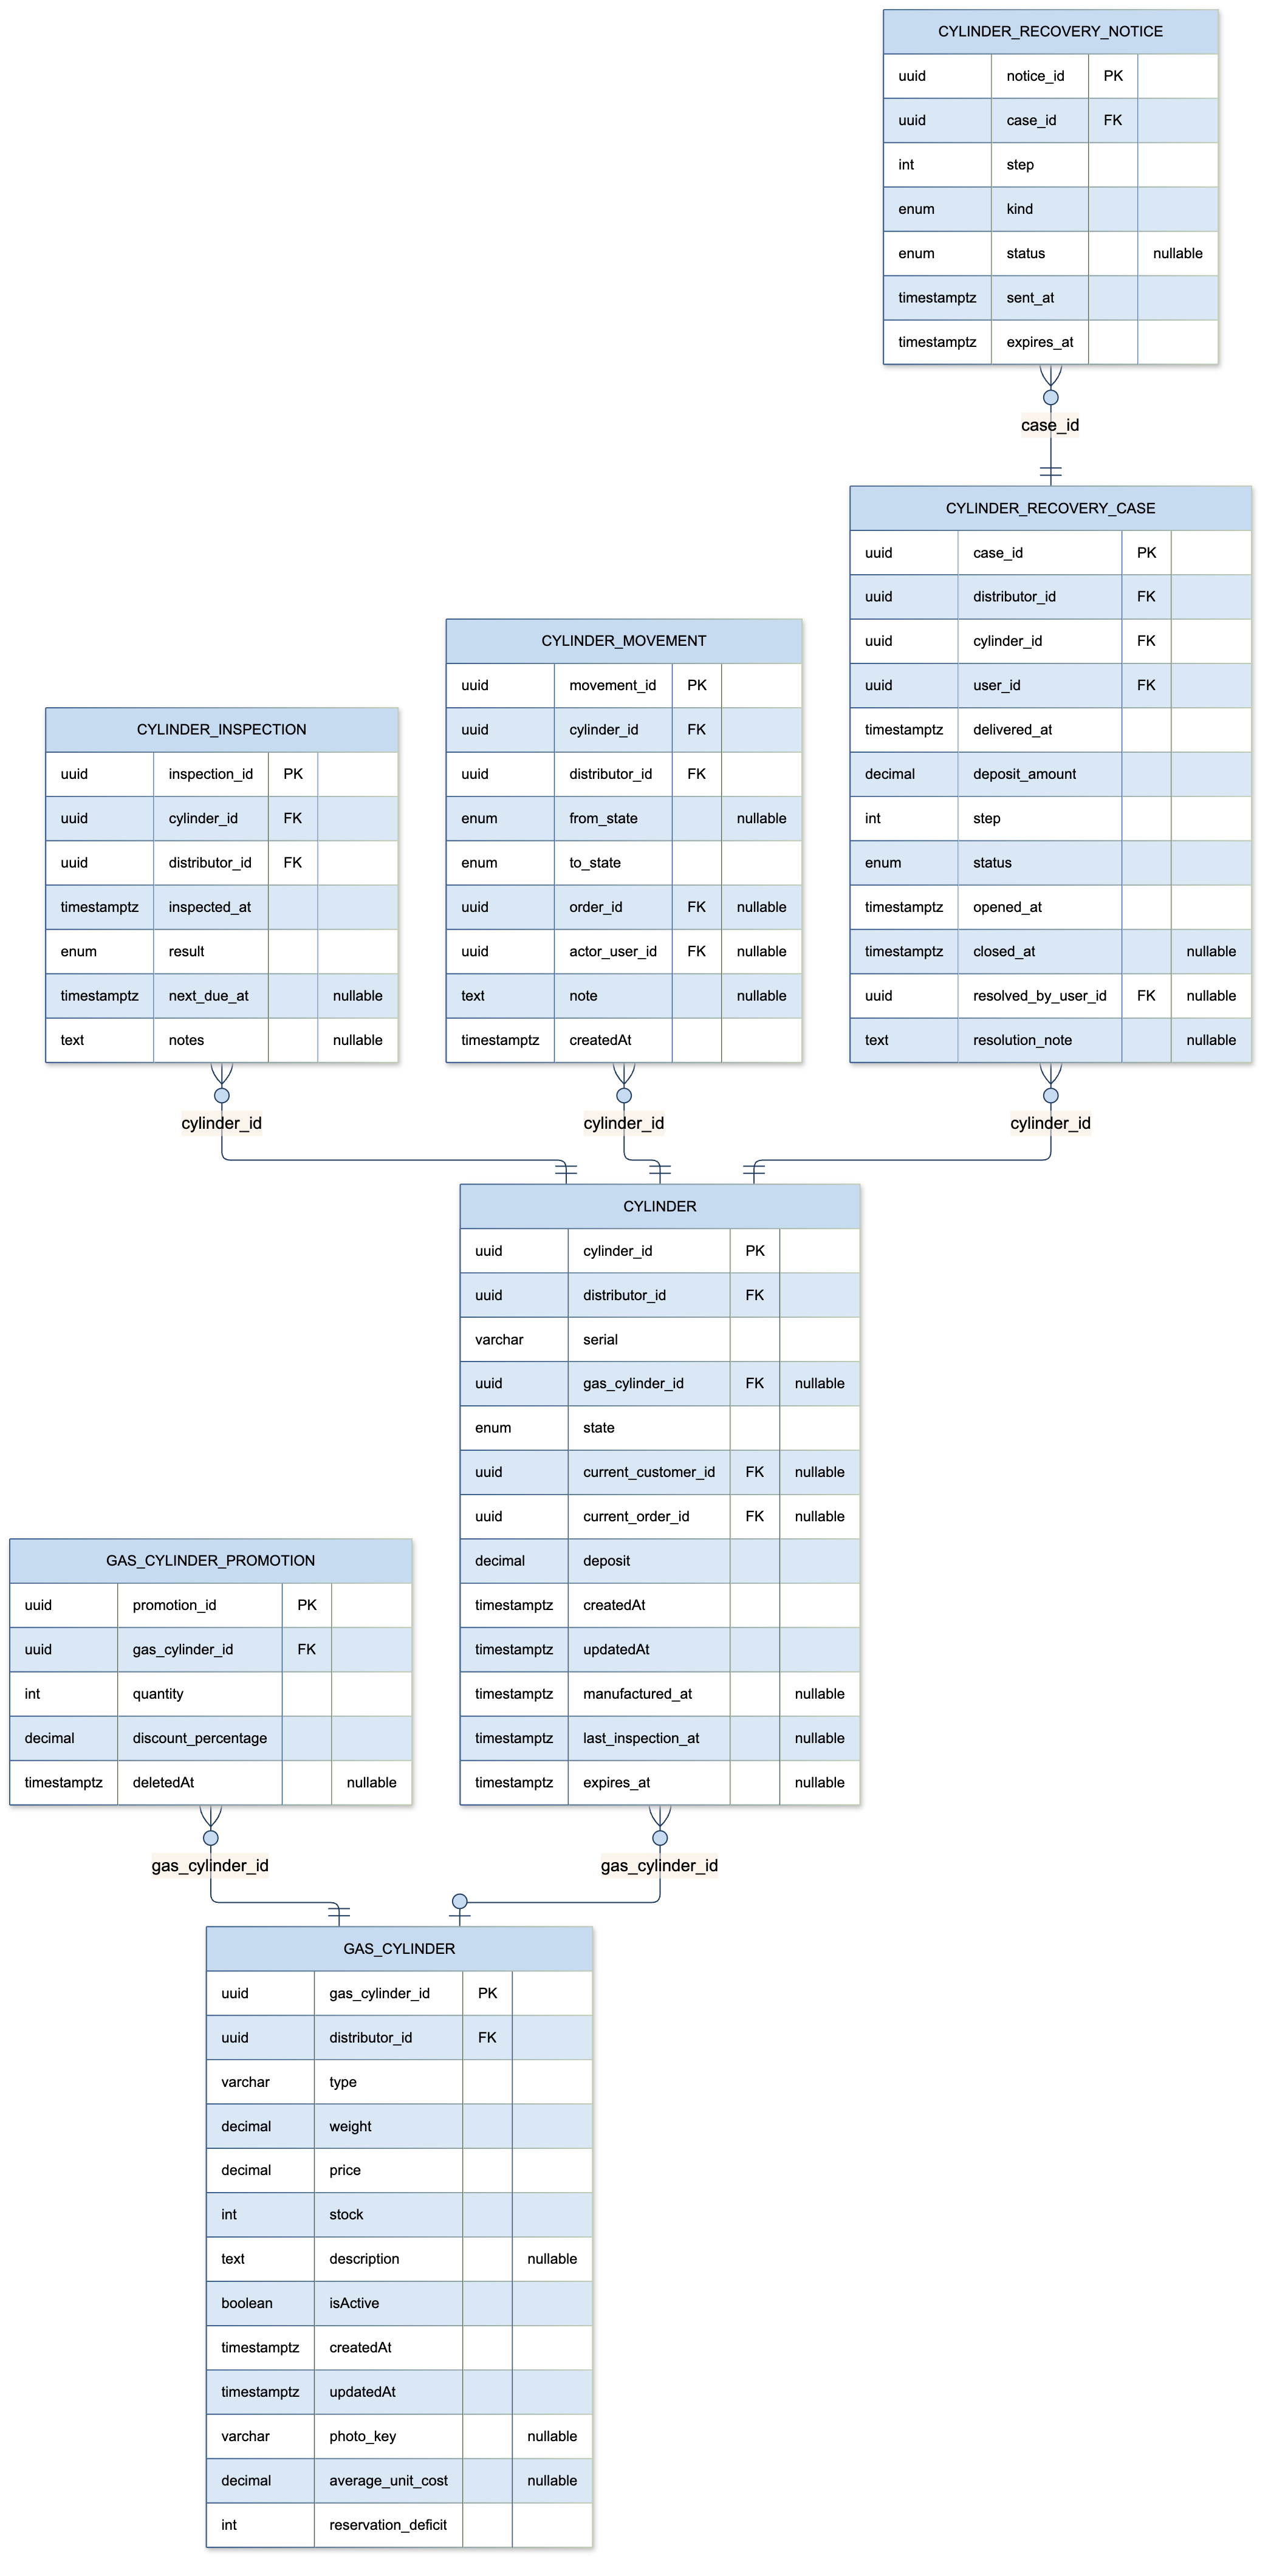 CYLINDER_RECOVERY_NOTICE
uuid notice_id PK
uuid case_id FK
int step
enum kind
enum status nullable
timestamptz sent_at
timestamptz expires_at
case_id
CYLINDER_RECOVERY_CASE
uuid case_id PK
uuid distributor_id FK
uuid cylinder_id FK
uuid user_id FK
timestamptz delivered_at
decimal deposit_amount
int step
enum status
timestamptz opened_at
timestamptz closed_at nullable
uuid resolved_by_user_id FK nullable
text resolution_note nullable
CYLINDER_MOVEMENT
uuid movement_id PK
uuid cylinder_id FK
uuid distributor_id FK
enum from_state nullable
enum to_state
uuid order_id FK nullable
uuid actor_user_id FK nullable
text note nullable
timestamptz createdAt
CYLINDER_INSPECTION
uuid inspection_id PK
uuid cylinder_id FK
uuid distributor_id FK
timestamptz inspected_at
enum result
timestamptz next_due_at nullable
text notes nullable
cylinder_id
cylinder_id
cylinder_id
CYLINDER
uuid cylinder_id PK
uuid distributor_id FK
varchar serial
uuid gas_cylinder_id FK nullable
enum state
uuid current_customer_id FK nullable
uuid current_order_id FK nullable
decimal deposit
timestamptz createdAt
timestamptz updatedAt
timestamptz manufactured_at nullable
timestamptz last_inspection_at nullable
timestamptz expires_at nullable
GAS_CYLINDER_PROMOTION
uuid promotion_id PK
uuid gas_cylinder_id FK
int quantity
decimal discount_percentage
timestamptz deletedAt nullable
gas_cylinder_id
gas_cylinder_id
GAS_CYLINDER
uuid gas_cylinder_id PK
uuid distributor_id FK
varchar type
decimal weight
decimal price
int stock
text description nullable
boolean isActive
timestamptz createdAt
timestamptz updatedAt
varchar photo_key nullable
decimal average_unit_cost nullable
int reservation_deficit